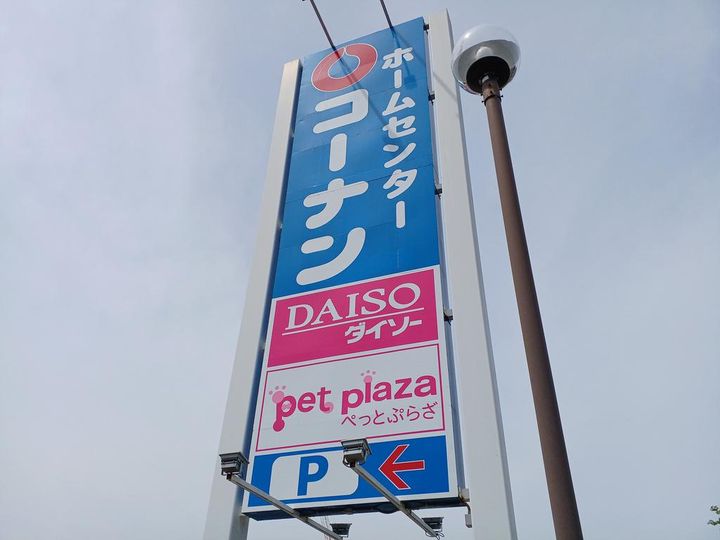 ホームセンター
コーナン
DAISO
ダイソー
pet plaza
ぺっとぷらざ
P